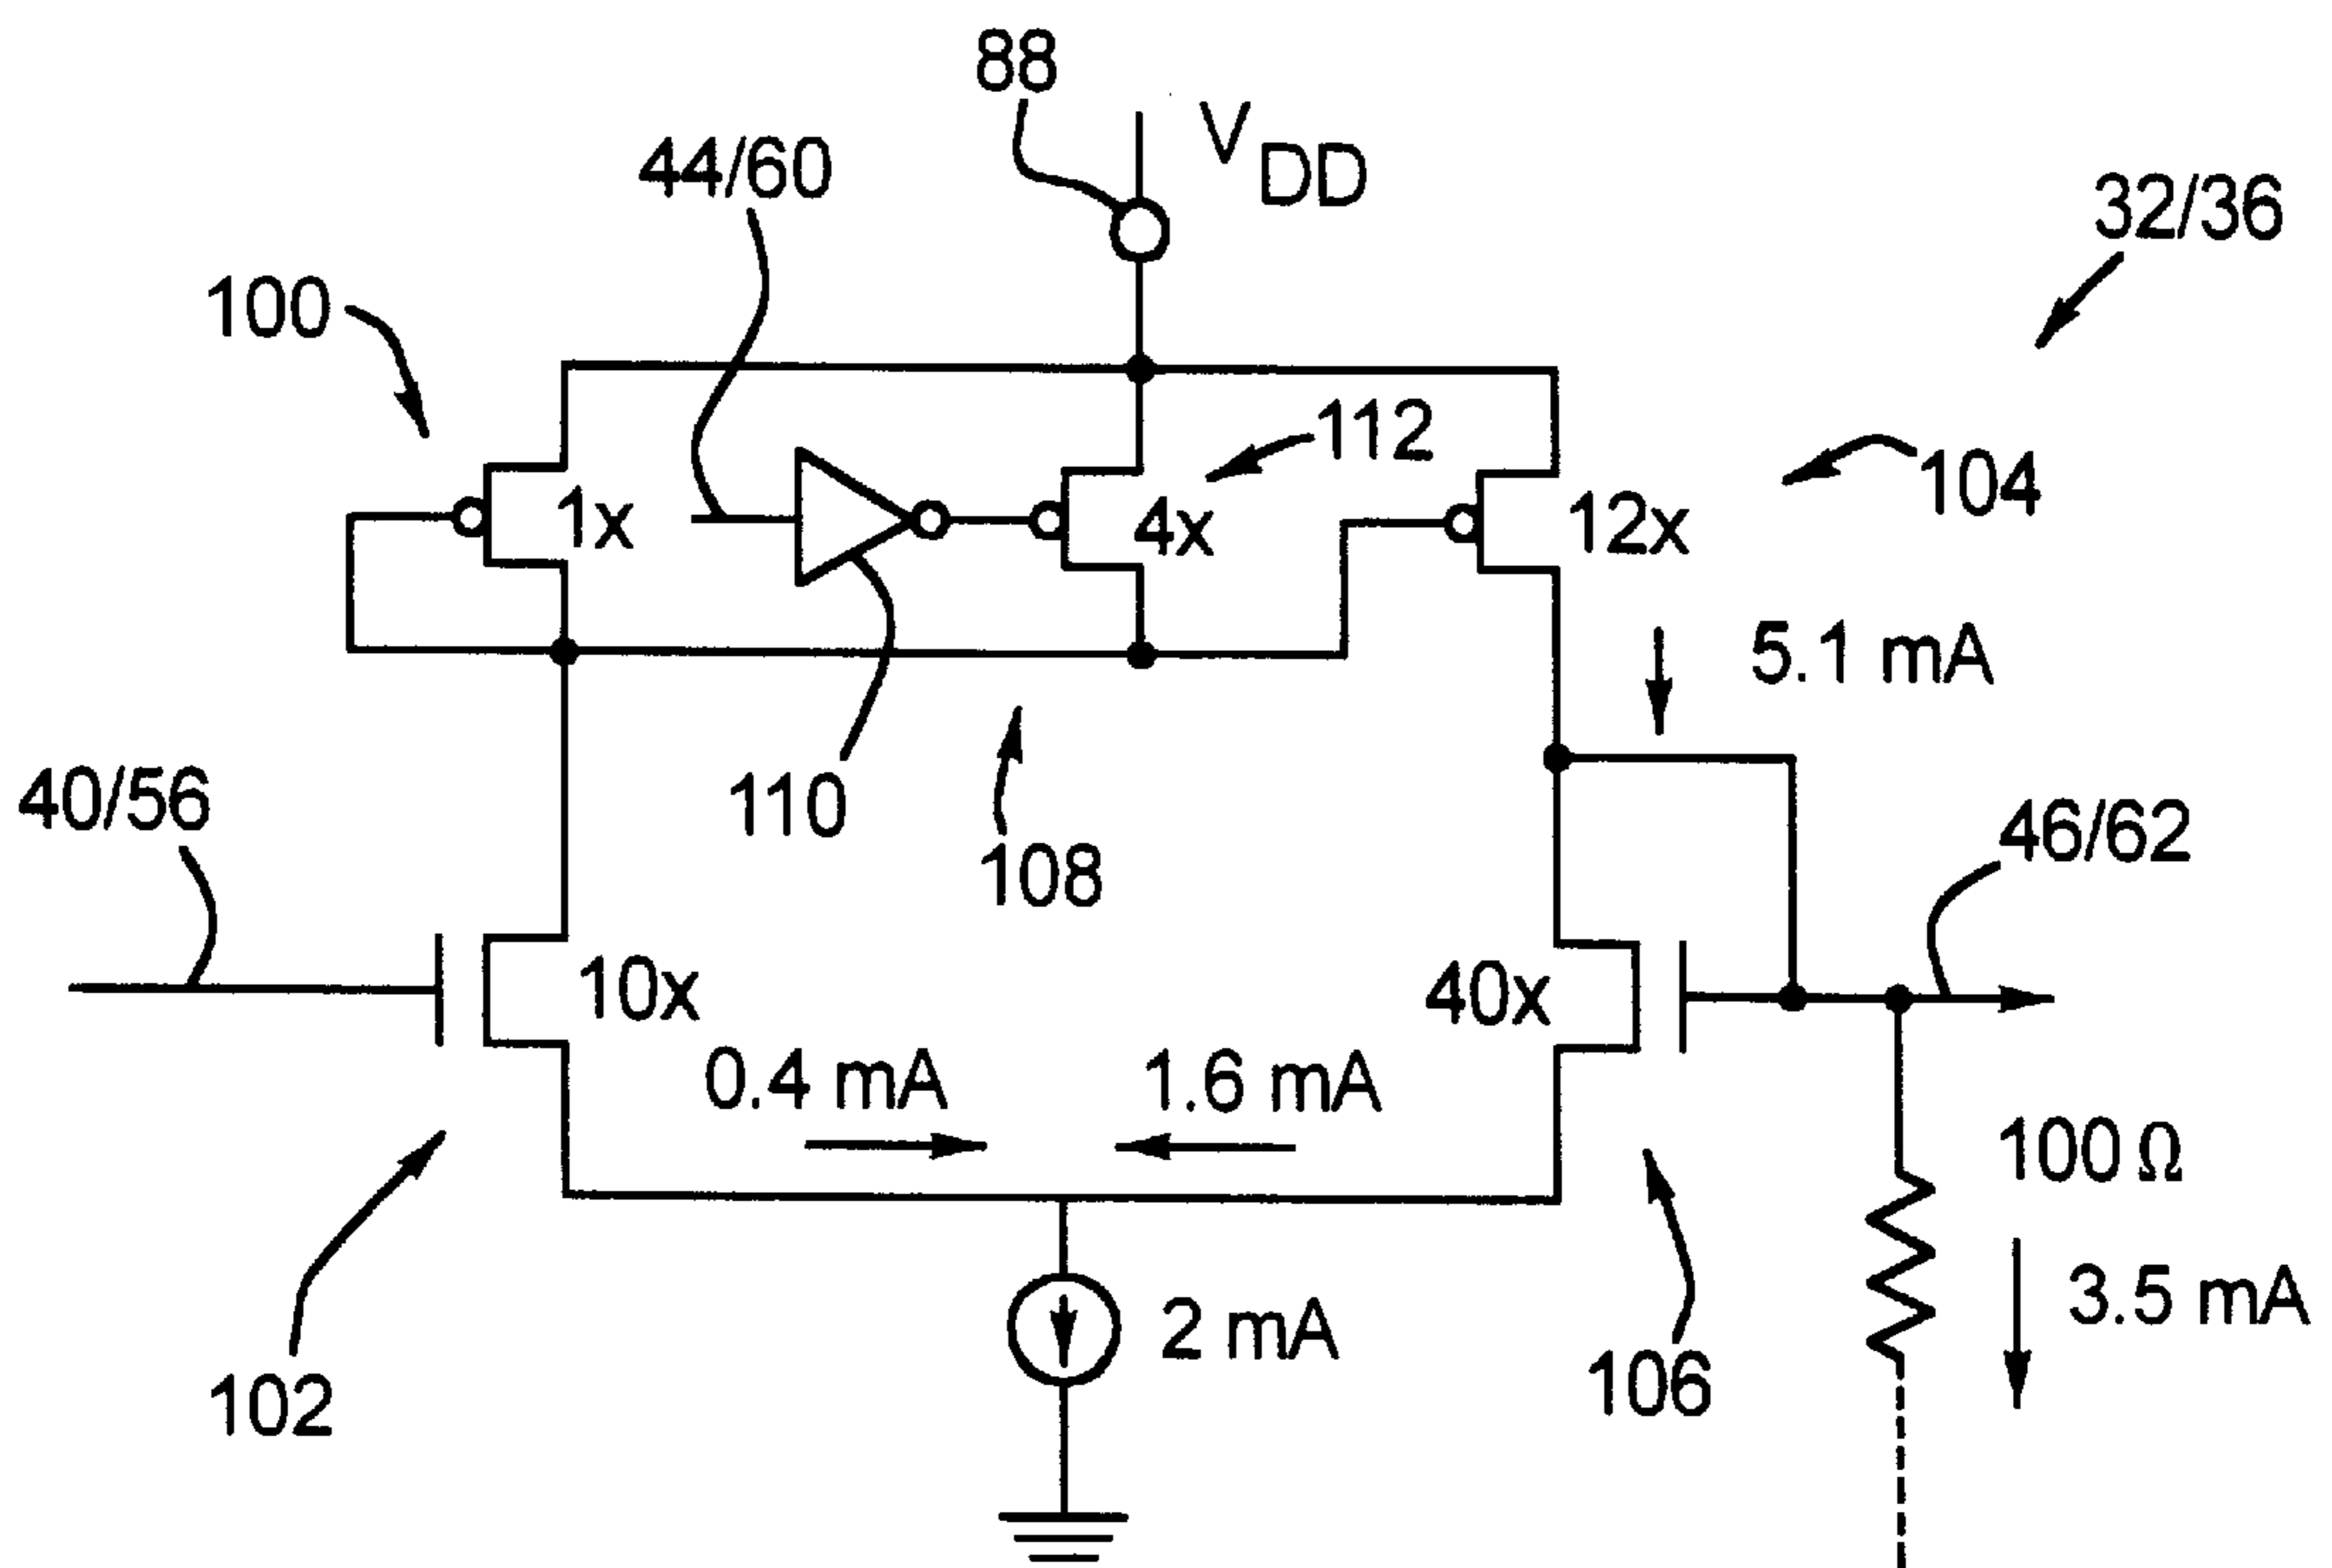 88
V DD
44/60
32/36
100
112
104
1x
4x
12x
5.1 mA
40/56
110
108
46/62
10x
40x
0.4 mA
1.6 mA
100 Ω
3.5 mA
2 mA
102
106